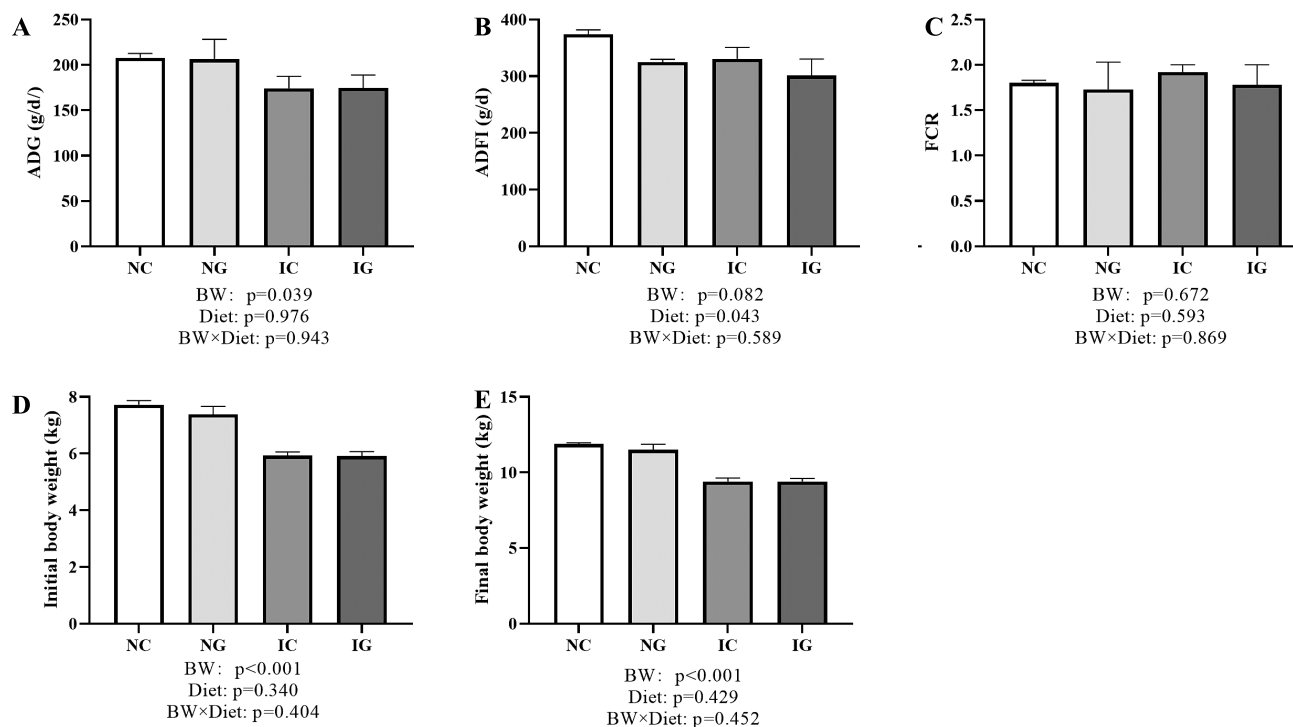 A
ADG (g/d/)
250
200
150
100
50
0
NC NG IC IG
BW: p=0.039
Diet: p=0.976
BW×Diet: p=0.943
B
ADFI (g/d)
400
300
200
100
0
NC NG IC IG
BW: p=0.082
Diet: p=0.043
BW×Diet: p=0.589
C
FCR
2.5
2.0
1.5
1.0
0.5
0.0
NC NG IC IG
BW: p=0.672
Diet: p=0.593
BW×Diet: p=0.869
D
Initial body weight (kg)
8
6
4
2
0
NC NG IC IG
BW: p<0.001
Diet: p=0.340
BW×Diet: p=0.404
E
Final body weight (kg)
15
10
5
0
NC NG IC IG
BW: p<0.001
Diet: p=0.429
BW×Diet: p=0.452